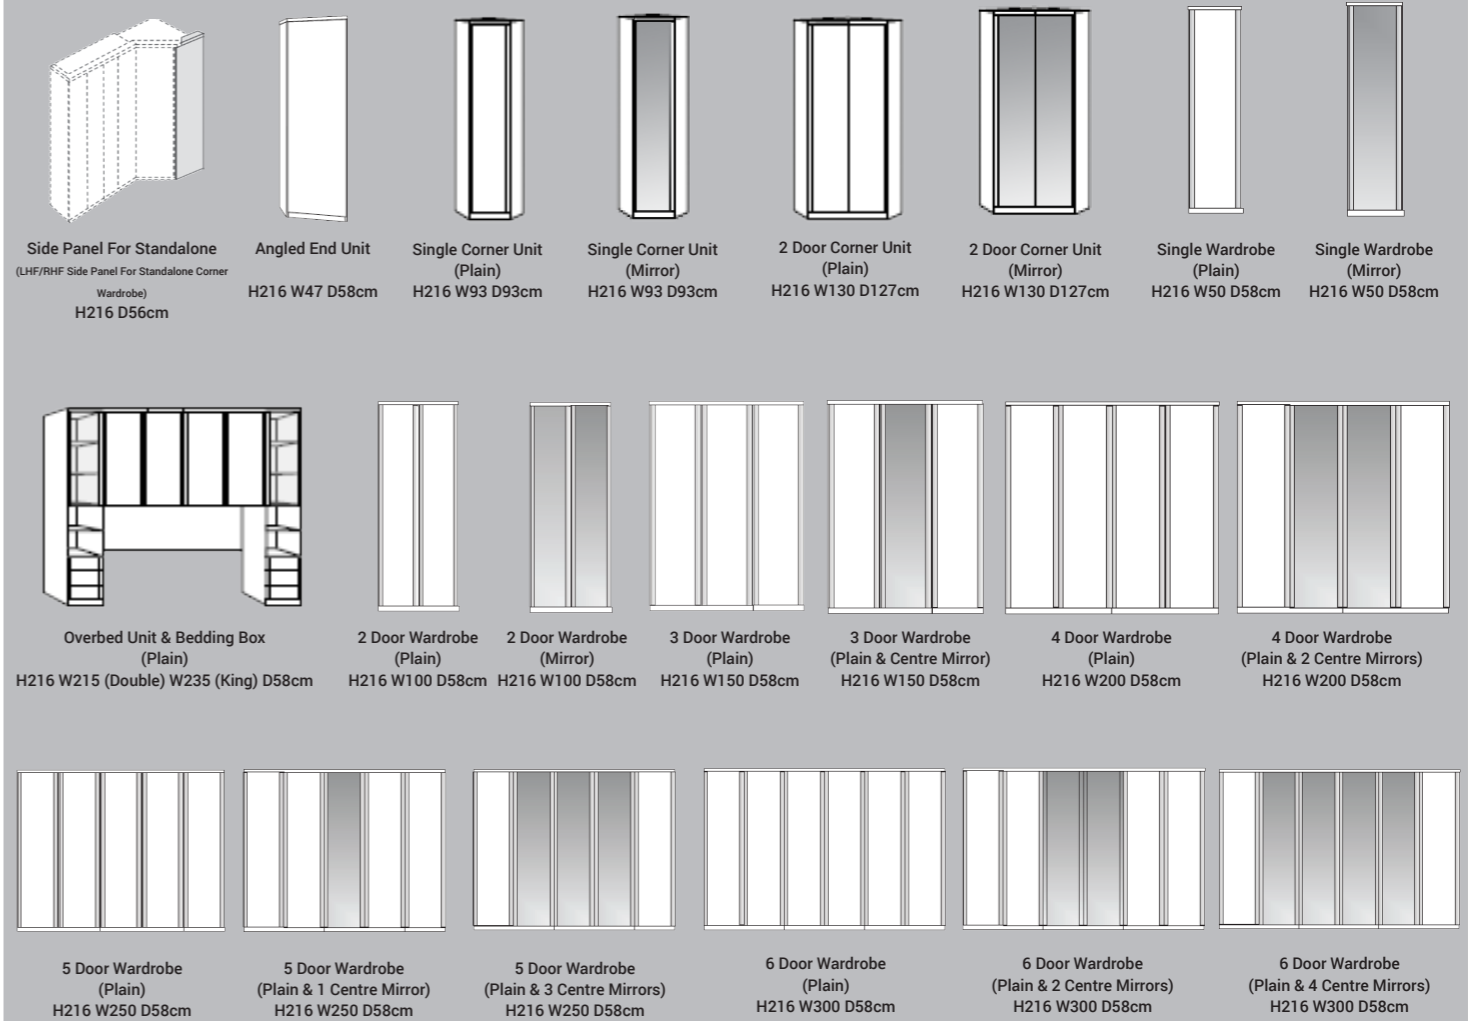 Side Panel For Standalone
(LHF/RHF Side Panel For Standalone Corner
Wardrobe)
H216 D56cm
Angled End Unit
H216 W47 D58cm
Single Corner Unit
(Plain)
H216 W93 D93cm
Single Corner Unit
(Mirror)
H216 W93 D93cm
2 Door Corner Unit
(Plain)
H216 W130 D127cm
2 Door Corner Unit
(Mirror)
H216 W130 D127cm
Single Wardrobe
(Plain)
H216 W50 D58cm
Single Wardrobe
(Mirror)
H216 W50 D58cm
Overbed Unit & Bedding Box
(Plain)
H216 W215 (Double) W235 (King) D58cm
2 Door Wardrobe
(Plain)
H216 W100 D58cm
2 Door Wardrobe
(Mirror)
H216 W100 D58cm
3 Door Wardrobe
(Plain)
H216 W150 D58cm
3 Door Wardrobe
(Plain & Centre Mirror)
H216 W150 D58cm
4 Door Wardrobe
(Plain)
H216 W200 D58cm
4 Door Wardrobe
(Plain & 2 Centre Mirrors)
H216 W200 D58cm
5 Door Wardrobe
(Plain)
H216 W250 D58cm
5 Door Wardrobe
(Plain & 1 Centre Mirror)
H216 W250 D58cm
5 Door Wardrobe
(Plain & 3 Centre Mirrors)
H216 W250 D58cm
6 Door Wardrobe
(Plain)
H216 W300 D58cm
6 Door Wardrobe
(Plain & 2 Centre Mirrors)
H216 W300 D58cm
6 Door Wardrobe
(Plain & 4 Centre Mirrors)
H216 W300 D58cm